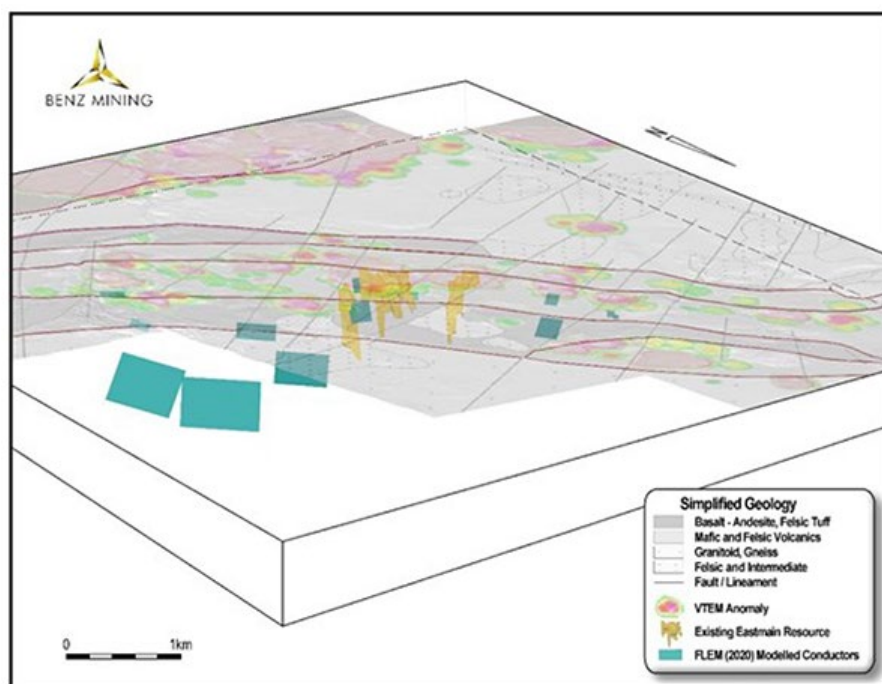 BENZ MINING
N
Simplified Geology
Basalt - Andesite, Felsic Tuff
Mafic and Felsic Volcanics
Granitoid, Gneiss
Felsic and Intermediate
Fault / Lineament
VTEM Anomaly
Existing Eastmain Resource
FLEM (2020) Modelled Conductors
0 1km